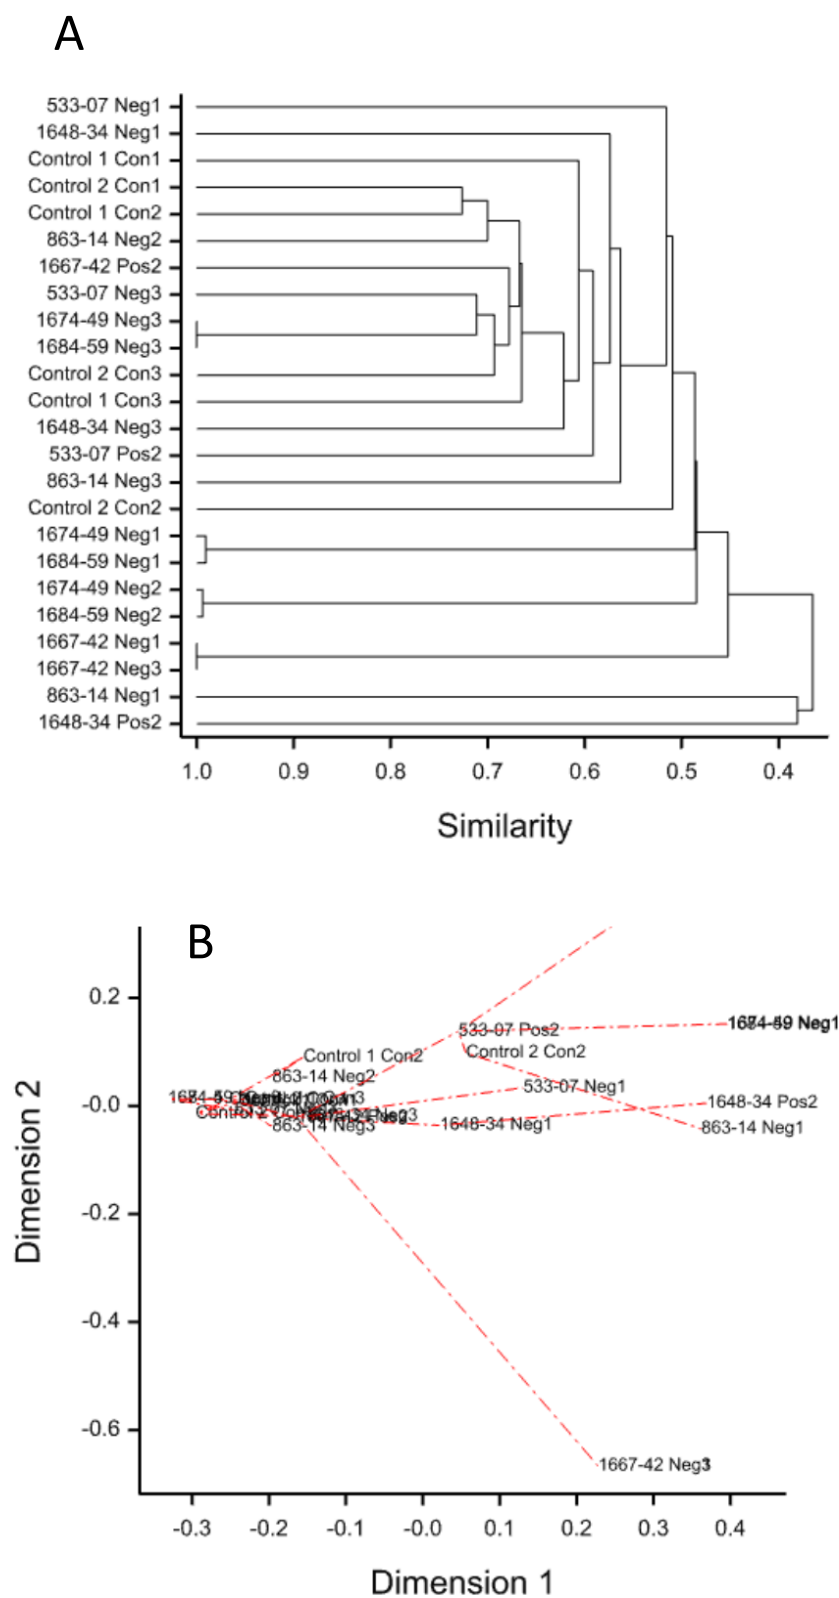 A
533-07 Neg1
1648-34 Neg1
Control 1 Con1
Control 2 Con1
Control 1 Con2
863-14 Neg2
1667-42 Pos2
533-07 Neg3
1674-49 Neg3
1684-59 Neg3
Control 2 Con3
Control 1 Con3
1648-34 Neg3
533-07 Pos2
863-14 Neg3
Control 2 Con2
1674-49 Neg1
1684-59 Neg1
1674-49 Neg2
1684-59 Neg2
1667-42 Neg1
1667-42 Neg3
863-14 Neg1
1648-34 Pos2
1.0 0.9 0.8 0.7 0.6 0.5 0.4
Similarity
B
0.2
-0.0
-0.2
-0.4
-0.6
Dimension 2
533-07 Pos2
Control 1 Con2
Control 2 Con2
863-14 Neg2
533-07 Neg1
1648-34 Pos2
863-14 Neg3
1648-34 Neg1
863-14 Neg1
1667-42
-0.3 -0.2 -0.1 -0.0 0.1 0.2 0.3 0.4
Dimension 1